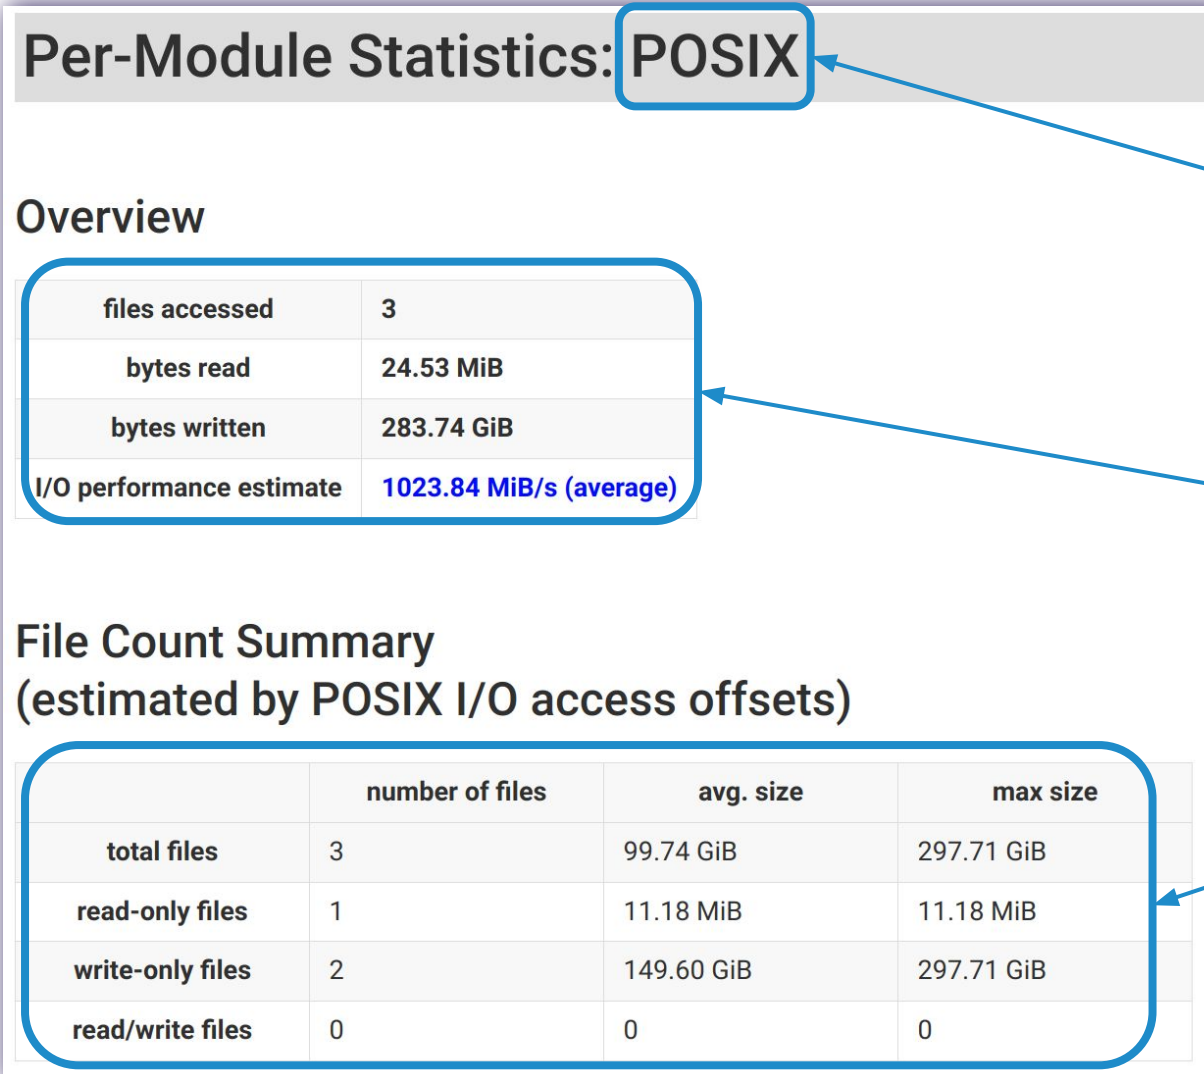 Per-Module Statistics: POSIX
Overview
files accessed 3
bytes read 24.53 MiB
bytes written 283.74 GiB
I/O performance estimate 1023.84 MiB/s (average)
File Count Summary
(estimated by POSIX I/O access offsets)
number of files avg. size max size
total files 3 99.74 GiB 297.71 GiB
read-only files 1 11.18 MiB 11.18 MiB
write-only files 2 149.60 GiB 297.71 GiB
read/write files 0 0 0